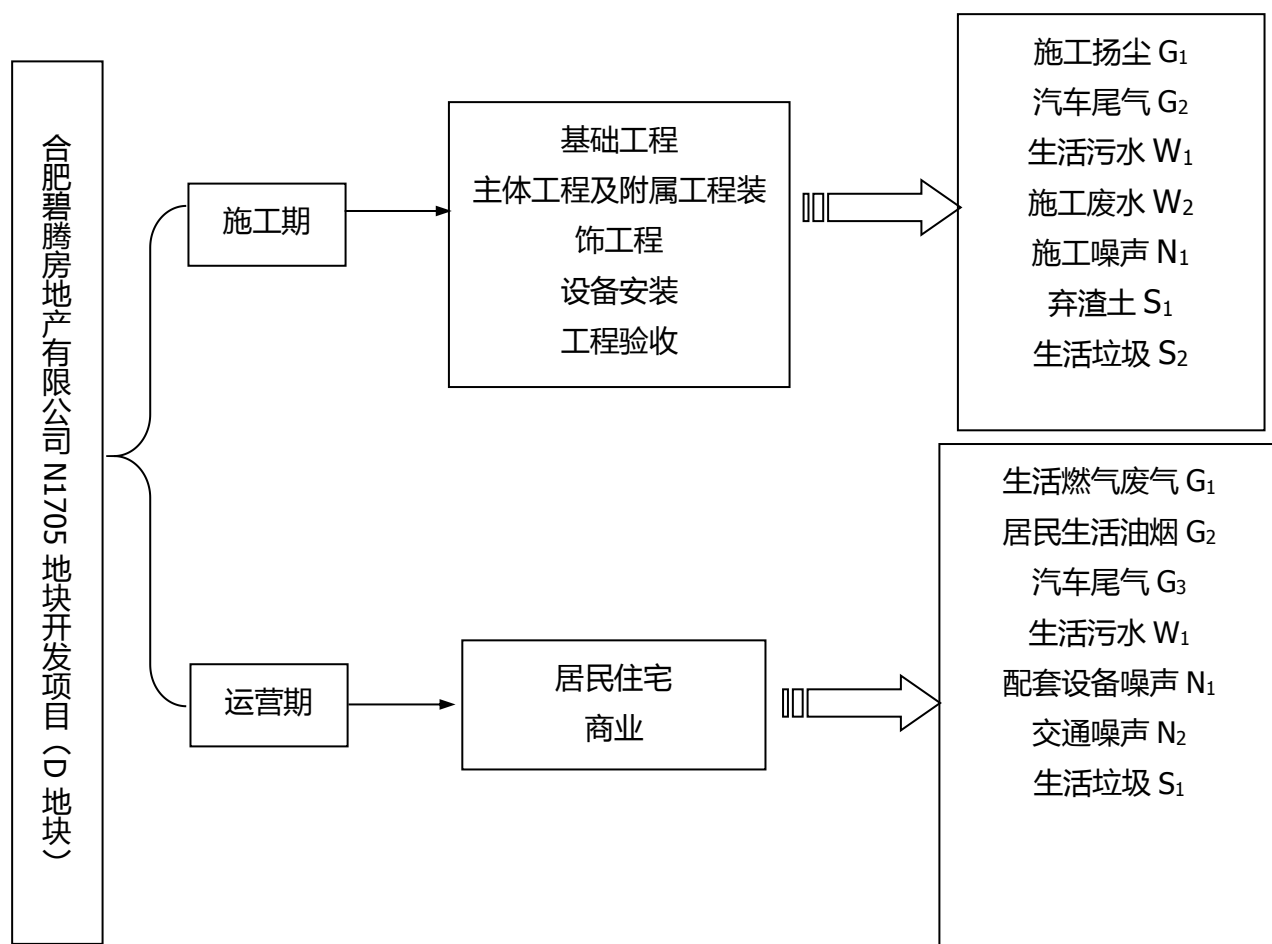 合肥碧腾房地产有限公司 N1705 地块开发项目（D 地块）
施工期
基础工程
主体工程及附属工程装
饰工程
设备安装
工程验收
施工扬尘 G₁
汽车尾气 G₂
生活污水 W₁
施工废水 W₂
施工噪声 N₁
弃渣土 S₁
生活垃圾 S₂
运营期
居民住宅
商业
生活燃气废气 G₁
居民生活油烟 G₂
汽车尾气 G₃
生活污水 W₁
配套设备噪声 N₁
交通噪声 N₂
生活垃圾 S₁